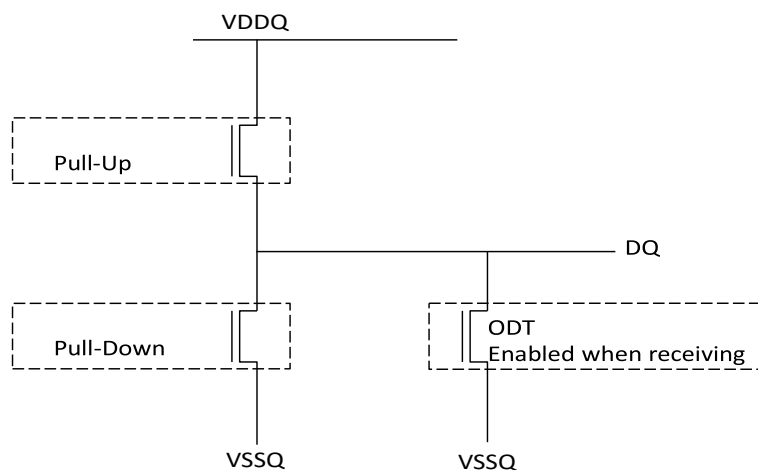 VDDQ
Pull-Up
DQ
Pull-Down
ODT
Enabled when receiving
VSSQ
VSSQ